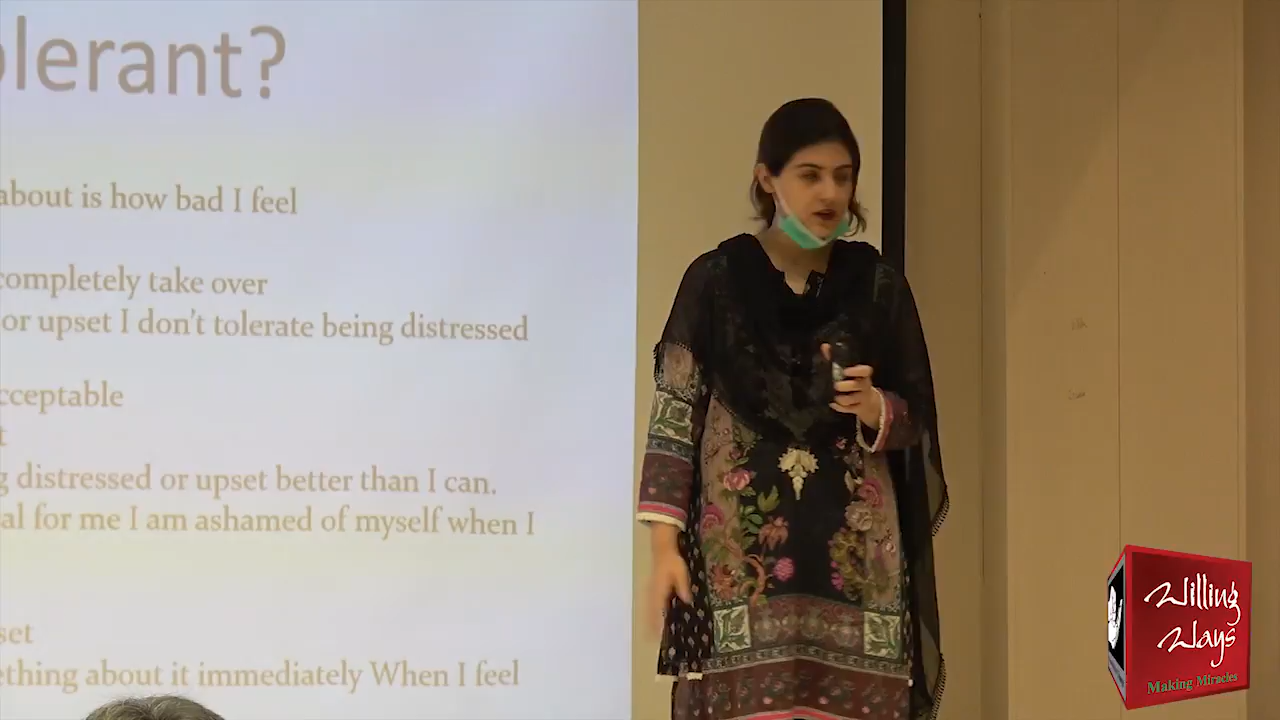 olerant?
about is how bad I feel
completely take over
or upset I don't tolerate being distressed
cceptable
t
g distressed or upset better than I can.
al for me I am ashamed of myself when I
set
ething about it immediately When I feel
Willing
Ways
Making Miracles